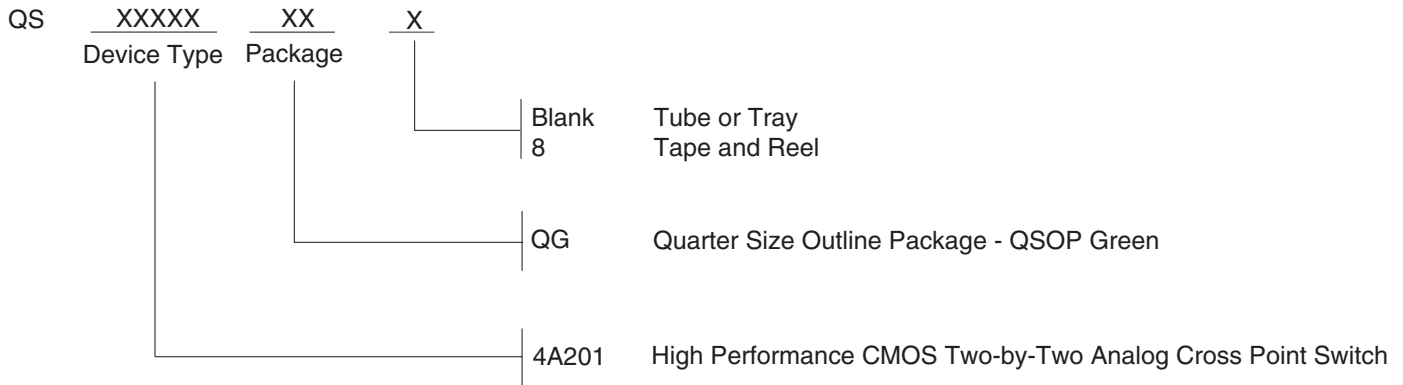 QS XXXXX XX X
Device Type Package
Blank Tube or Tray
8 Tape and Reel
QG Quarter Size Outline Package - QSOP Green
4A201 High Performance CMOS Two-by-Two Analog Cross Point Switch